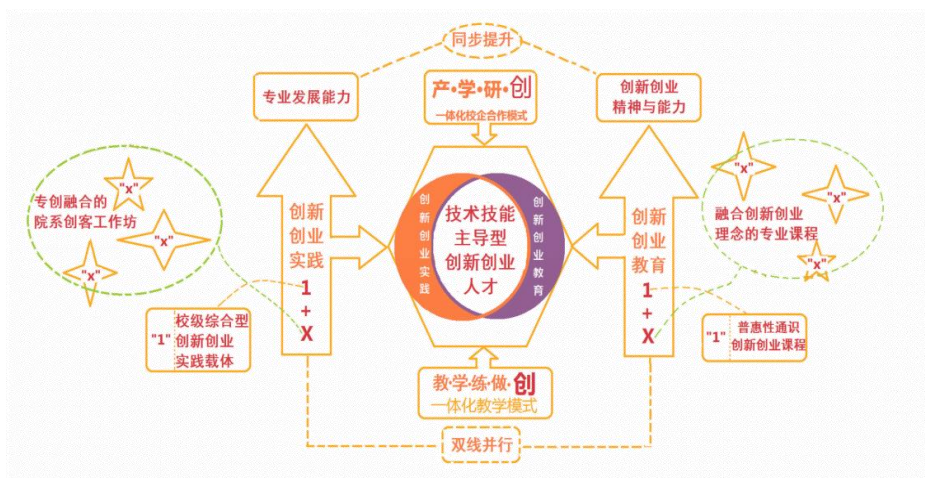 同步提升
专业发展能力
产·学·研·创
一体化校企合作模式
创新创业
精神与能力
专创融合的
院系创客工作坊
"x"
"x"
"x"
创新
创业
实践
1
+
X
"1"
校级综合型
创新创业
实践载体
创新创业实践
技术技能
主导型
创新创业
人才
创新创业教育
创新
创业
教育
1
+
X
"x"
"x"
"x"
融合创新创业
理念的专业课程
"1"
普惠性通识
创新创业课程
教·学·练·做·创
一体化教学模式
双线并行